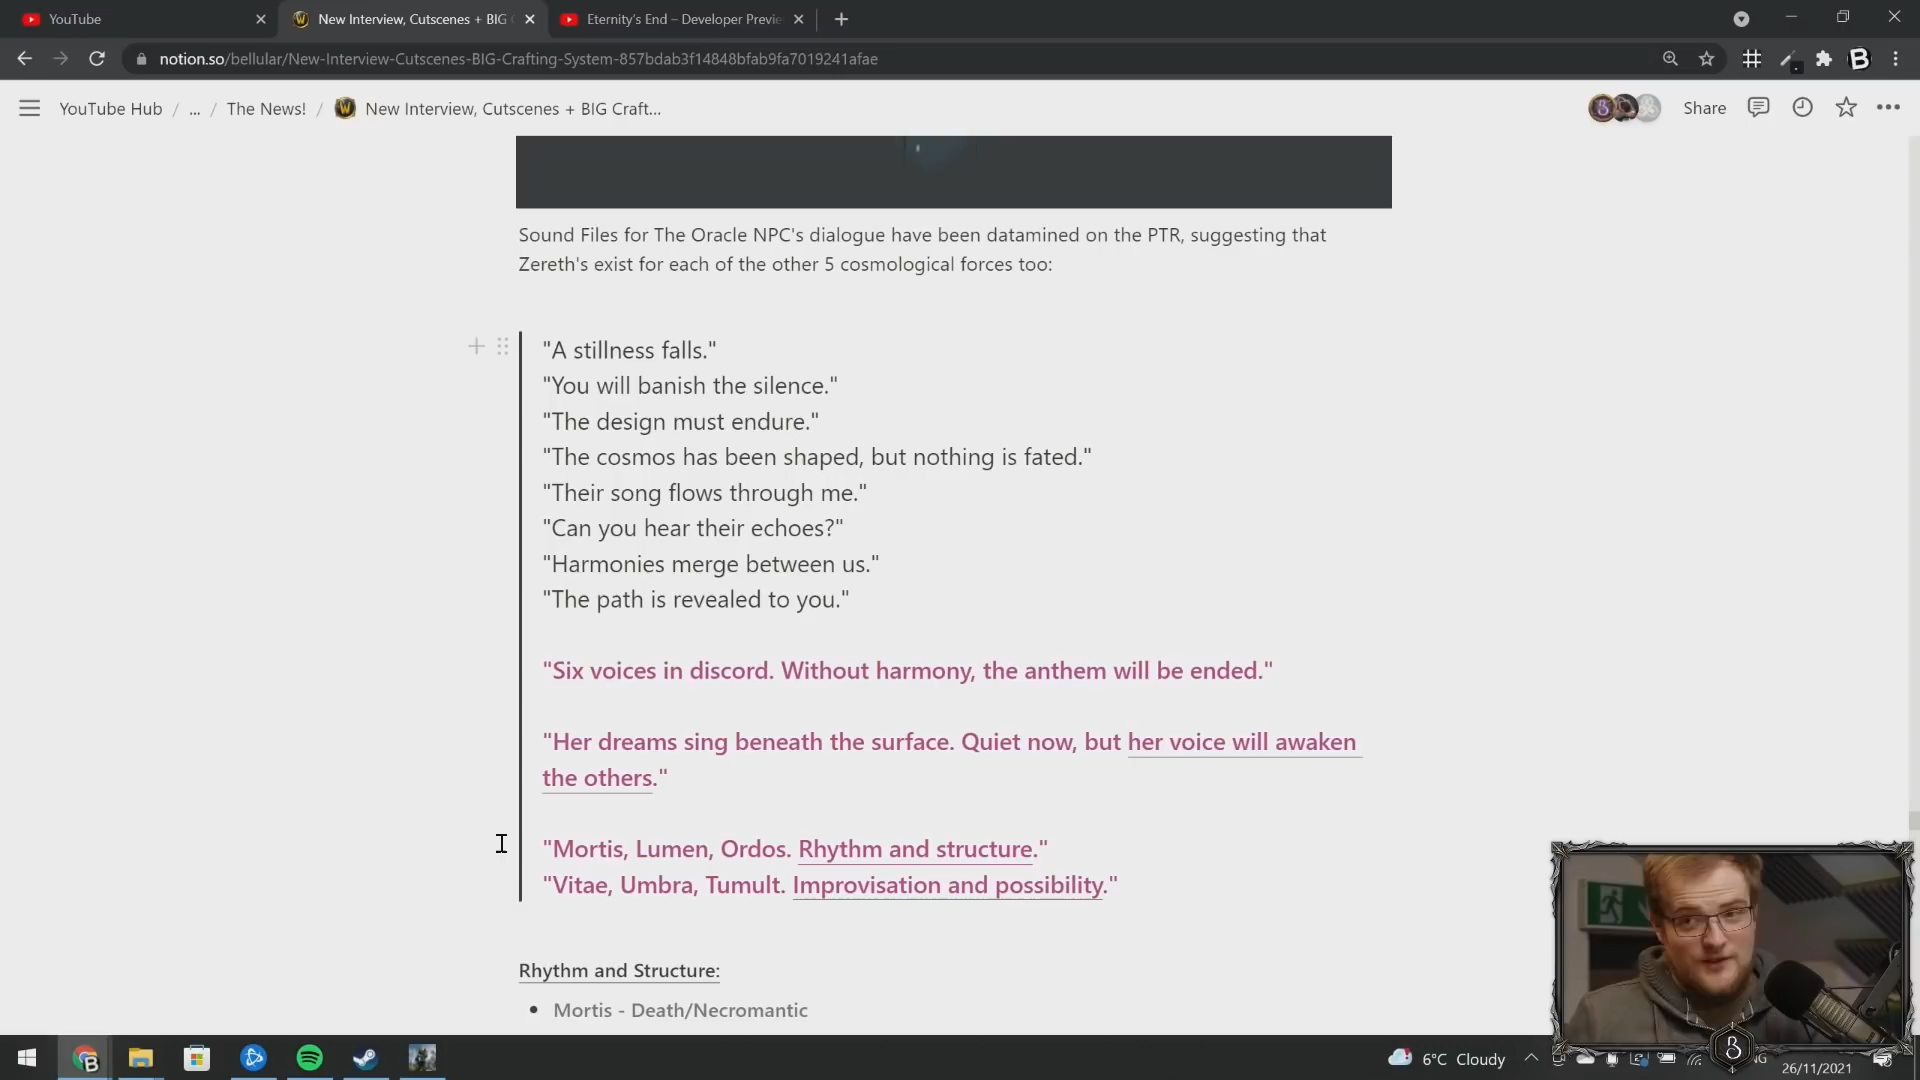 YouTube
New Interview, Cutscenes + BIG
Eternity's End – Developer Previe
notion.so/bellular/New-Interview-Cutscenes-BIG-Crafting-System-857bdab3f14848bfab9fa7019241afae
YouTube Hub / ... / The News! / New Interview, Cutscenes + BIG Craft...
Share
Sound Files for The Oracle NPC's dialogue have been datamined on the PTR, suggesting that
Zereth's exist for each of the other 5 cosmological forces too:
"A stillness falls."
"You will banish the silence."
"The design must endure."
"The cosmos has been shaped, but nothing is fated."
"Their song flows through me."
"Can you hear their echoes?"
"Harmonies merge between us."
"The path is revealed to you."
"Six voices in discord. Without harmony, the anthem will be ended."
"Her dreams sing beneath the surface. Quiet now, but her voice will awaken
the others."
"Mortis, Lumen, Ordos. Rhythm and structure."
"Vitae, Umbra, Tumult. Improvisation and possibility."
Rhythm and Structure:
• Mortis - Death/Necromantic
6°C Cloudy
26/11/2021